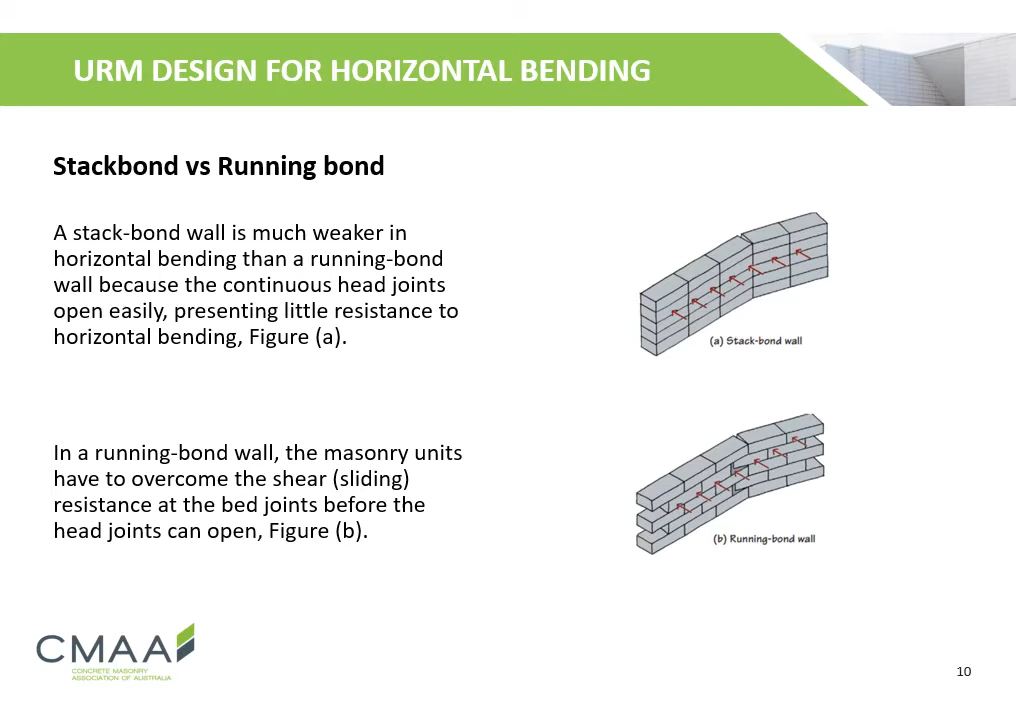 URM DESIGN FOR HORIZONTAL BENDING
Stackbond vs Running bond
A stack-bond wall is much weaker in
horizontal bending than a running-bond
wall because the continuous head joints
open easily, presenting little resistance to
horizontal bending, Figure (a).
(a) Stack-bond wall
In a running-bond wall, the masonry units
have to overcome the shear (sliding)
resistance at the bed joints before the
head joints can open, Figure (b).
(b) Running-bond wall
CMAA
CONCRETE MASONRY
ASSOCIATION OF AUSTRALIA
10